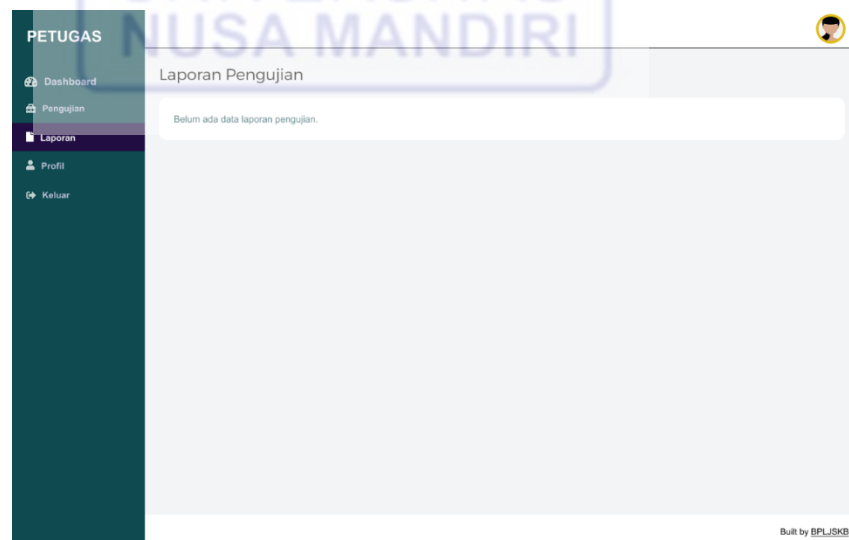 NUSA MANDIRI
PETUGAS
Dashboard
Pengujian
Laporan
Profil
Keluar
Laporan Pengujian
Belum ada data laporan pengujian.
Built by BPLJSKB